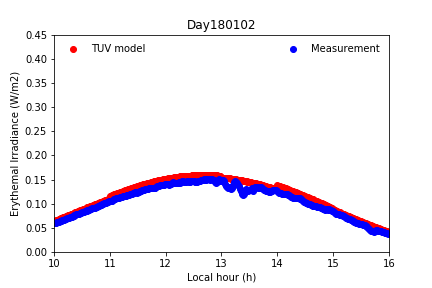 Day180102
TUV model
Measurement
Erythemal Irradiance (W/m2)
0.45
0.40
0.35
0.30
0.25
0.20
0.15
0.10
0.05
0.00
10 11 12 13 14 15 16
Local hour (h)